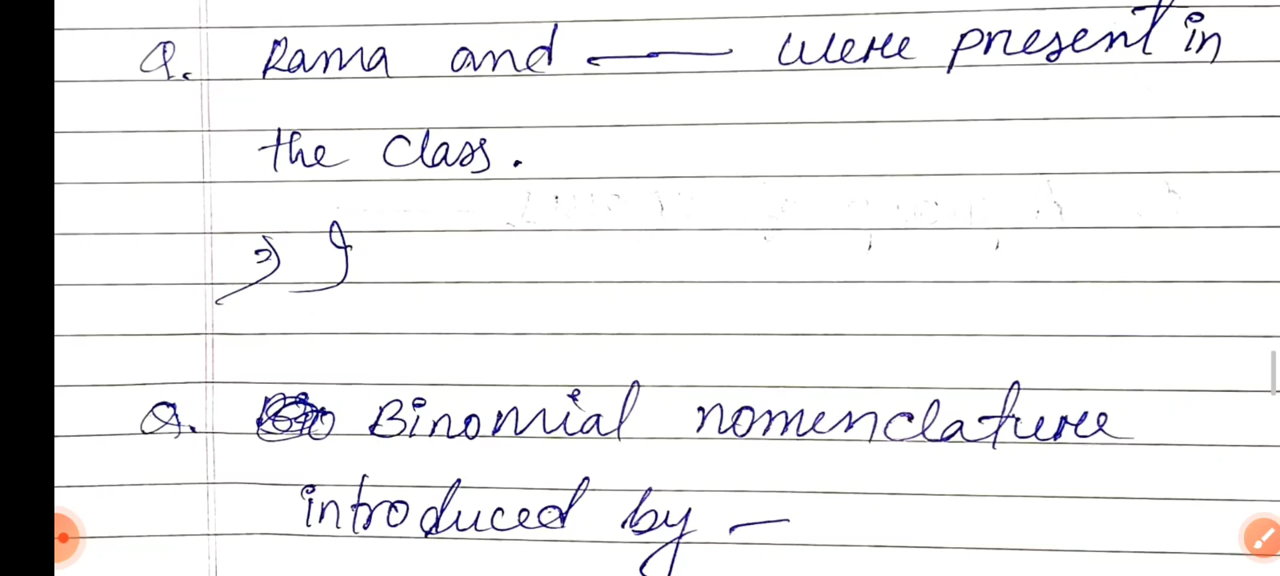 Q. Rama and — were present in
the class.
⇒ I
Q. Binomial nomenclature
introduced by —